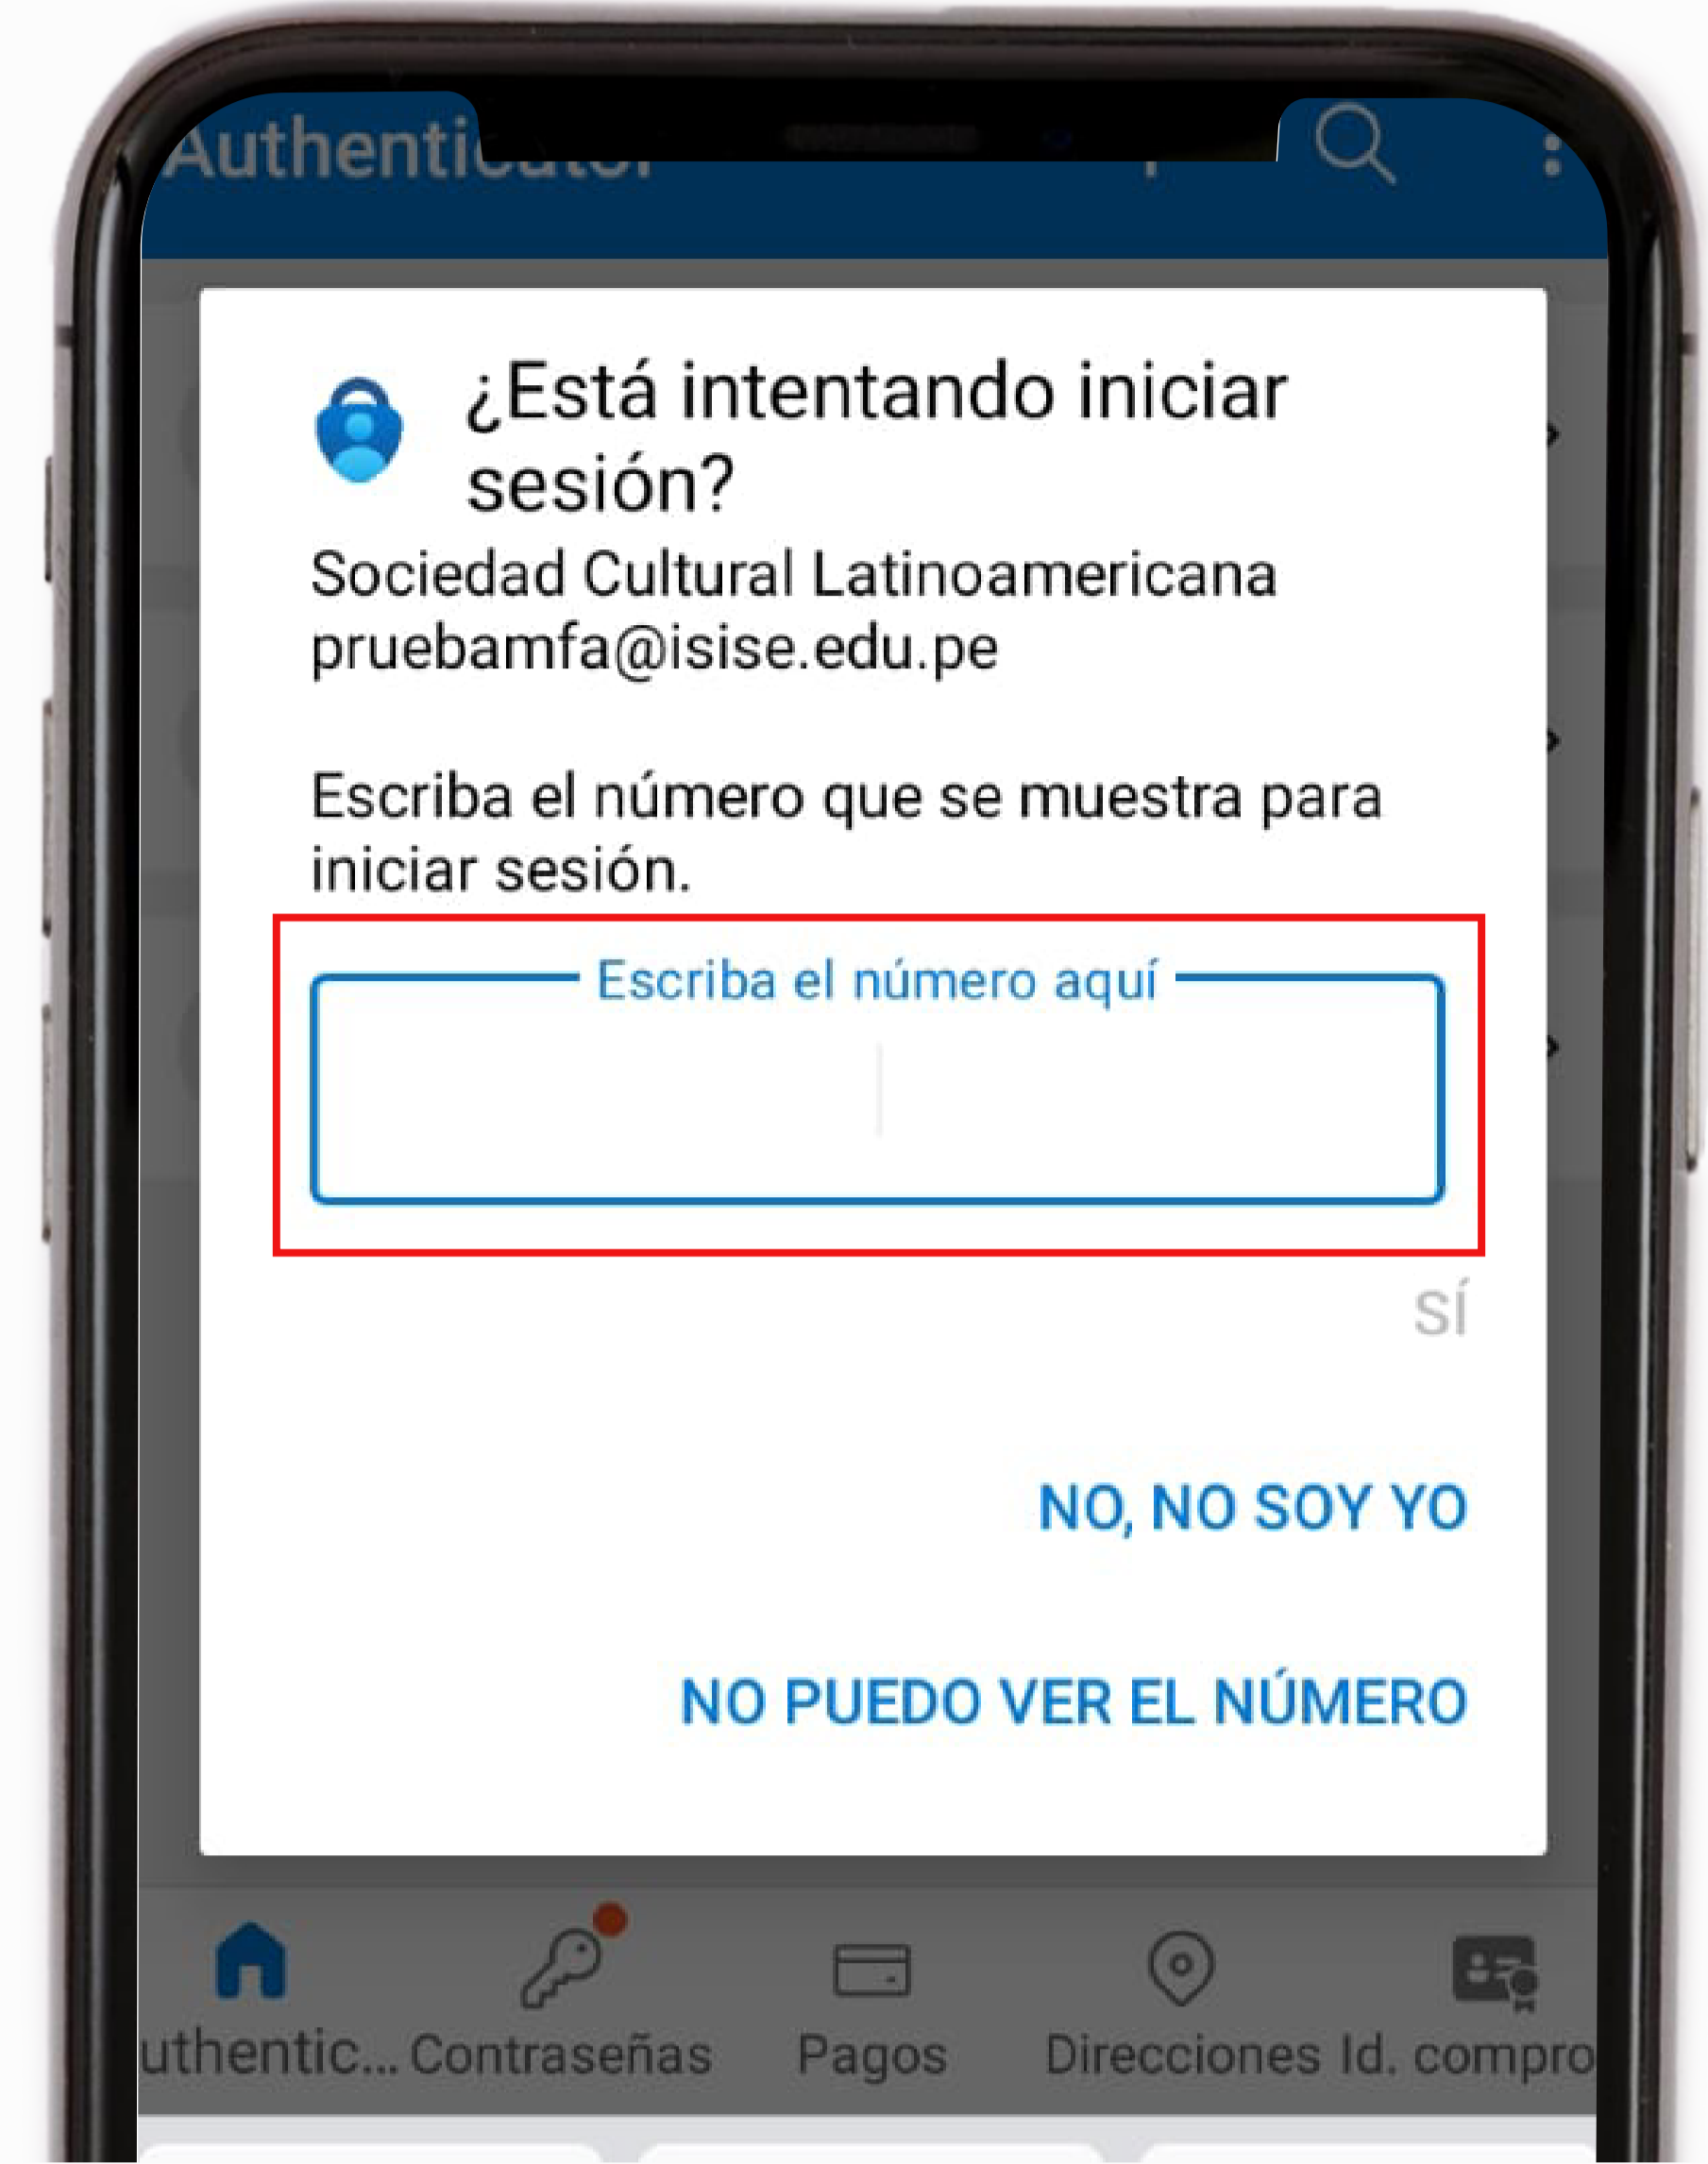 Authenticator
¿Está intentando iniciar
sesión?
Sociedad Cultural Latinoamericana
pruebamfa@isise.edu.pe
Escriba el número que se muestra para
iniciar sesión.
Escriba el número aquí
SÍ
NO, NO SOY YO
NO PUEDO VER EL NÚMERO
uthentic... Contraseñas Pagos Direcciones Id. compro